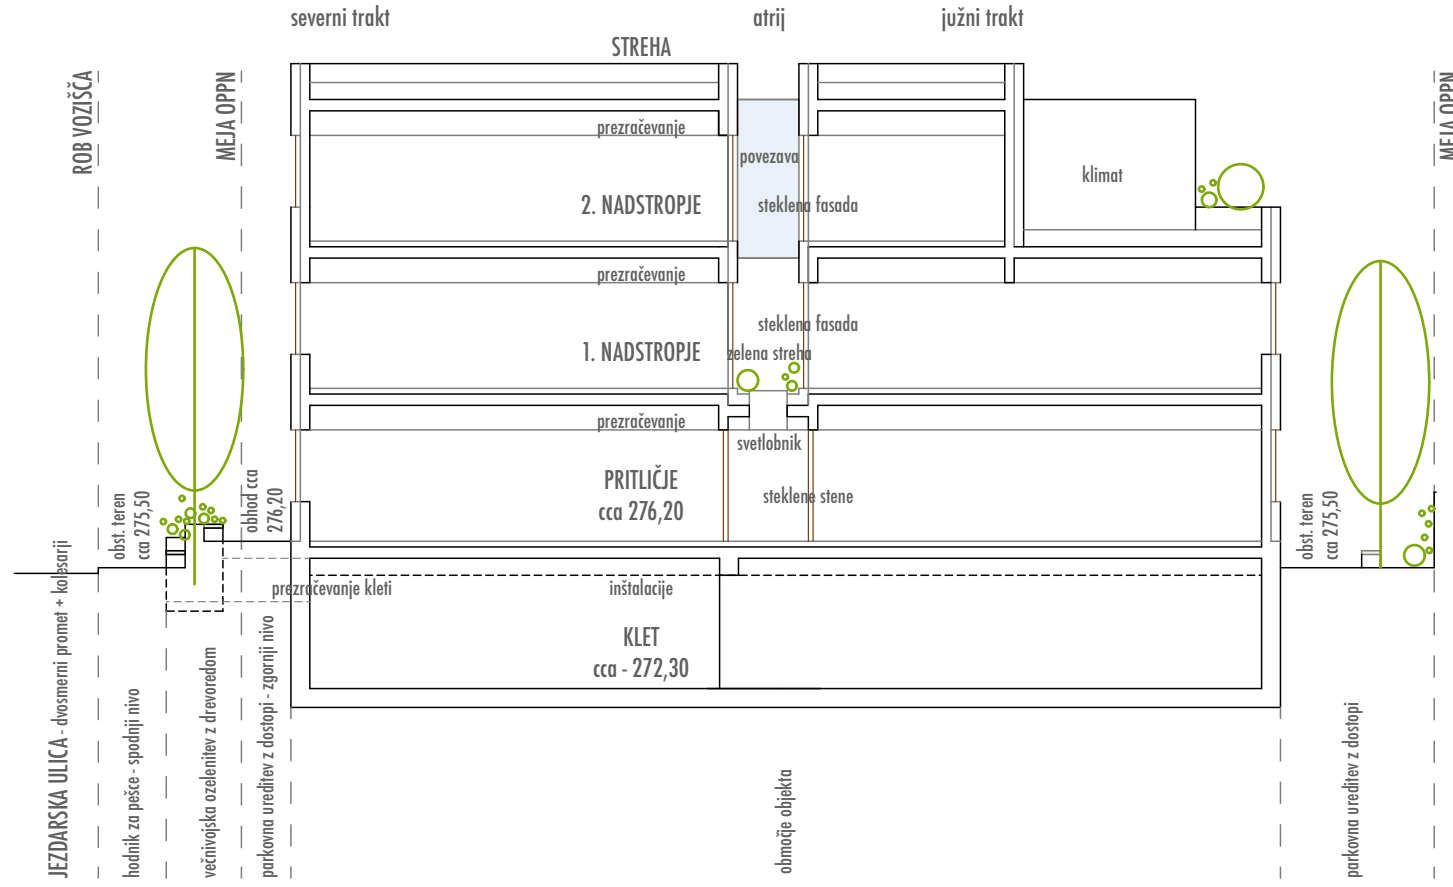 severni trakt
atrij
južni trakt
STREHA
ROB VOZIŠČA
MEJA OPPN
MEJA OPPN
prezračevanje
povezava
klimat
2. NADSTROPJE
steklena fasada
prezračevanje
steklena fasada
1. NADSTROPJE
zelena streha
prezračevanje
svetlobnik
PRITLIČJE
cca 276,20
steklene stene
obst. teren
cca 275,50
obhod cca
276,20
obst. teren
cca 275,50
prezračevanje kleti
inštalacije
KLET
cca - 272,30
JEZDARSKA ULICA - dvosmerni promet + kolesarji
hodnik za pešce - spodnji nivo
večnivojska ozelenitev z drevoredom
parkovna ureditev z dostopi - zgornji nivo
območje objekta
parkovna ureditev z dostopi